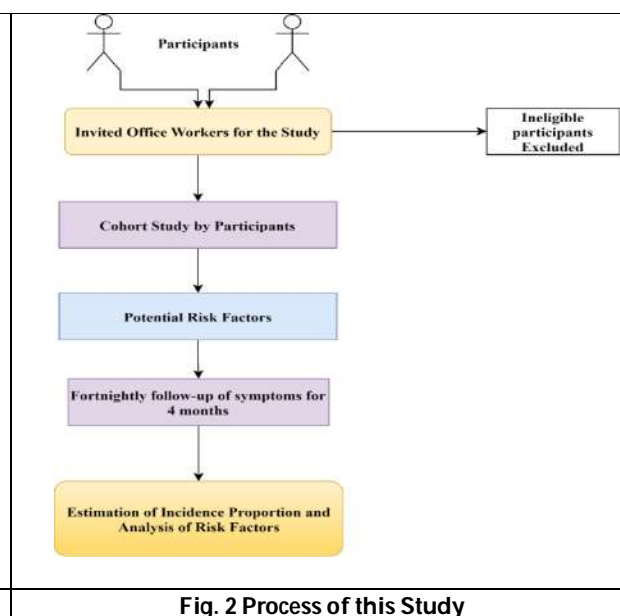 Participants
Invited Office Workers for the Study
Ineligible
participants
Excluded
Cohort Study by Participants
Potential Risk Factors
Fortnightly follow-up of symptoms for
4 months
Estimation of Incidence Proportion and
Analysis of Risk Factors
Fig. 2 Process of this Study